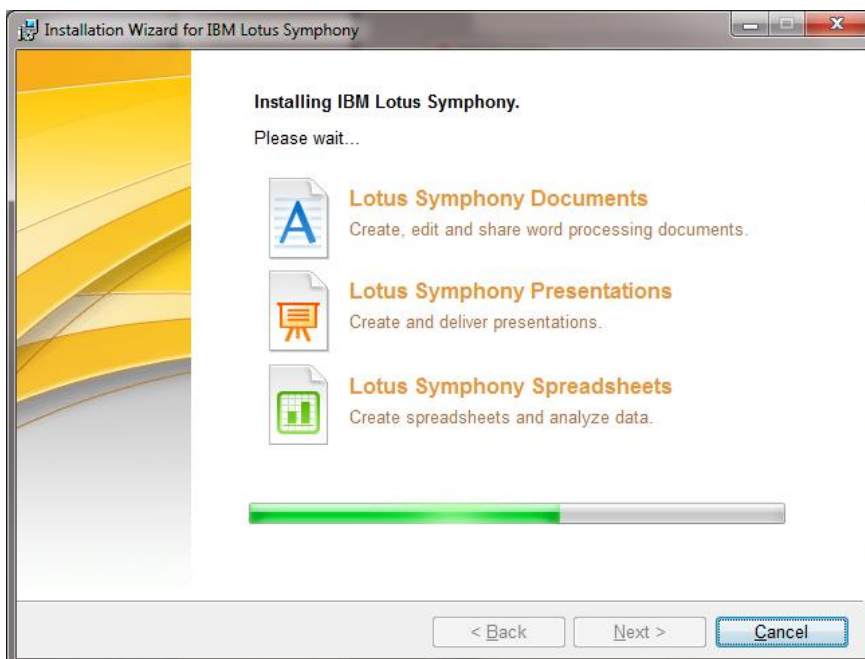 Installation Wizard for IBM Lotus Symphony
Installing IBM Lotus Symphony.
Please wait...
Lotus Symphony Documents
Create, edit and share word processing documents.
Lotus Symphony Presentations
Create and deliver presentations.
Lotus Symphony Spreadsheets
Create spreadsheets and analyze data.
< Back Next > Cancel